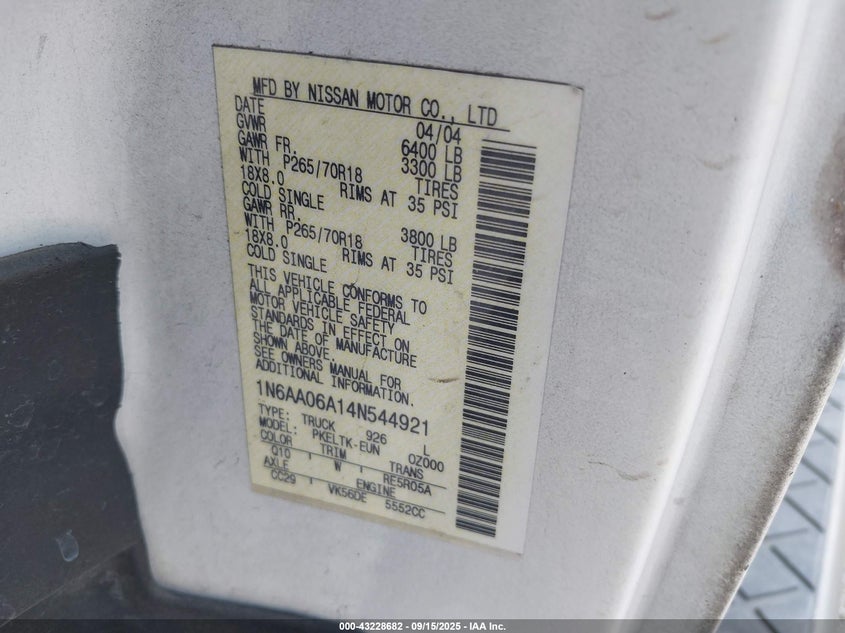 MFD BY NISSAN MOTOR CO., LTD
DATE 04/04
GVWR 6400 LB
GAWR FR. 3300 LB
WITH P265/70R18 TIRES
18X8.0 RIMS AT 35 PSI
COLD SINGLE
GAWR RR. 3800 LB
WITH P265/70R18 TIRES
18X8.0 RIMS AT 35 PSI
COLD SINGLE
THIS VEHICLE CONFORMS TO
ALL APPLICABLE FEDERAL
MOTOR VEHICLE SAFETY
STANDARDS IN EFFECT ON
THE DATE OF MANUFACTURE
SHOWN ABOVE.
SEE OWNERS MANUAL FOR
ADDITIONAL INFORMATION.
1N6AA06A14N544921
TYPE: TRUCK 926 L
MODEL: PKELTK-EUN OZ000
COLOR TRIM TRANS
Q10 W RE5R05A
AXLE ENGINE
CC29 VK56DE 5552CC
000-43228682 - 09/15/2025 - IAA Inc.